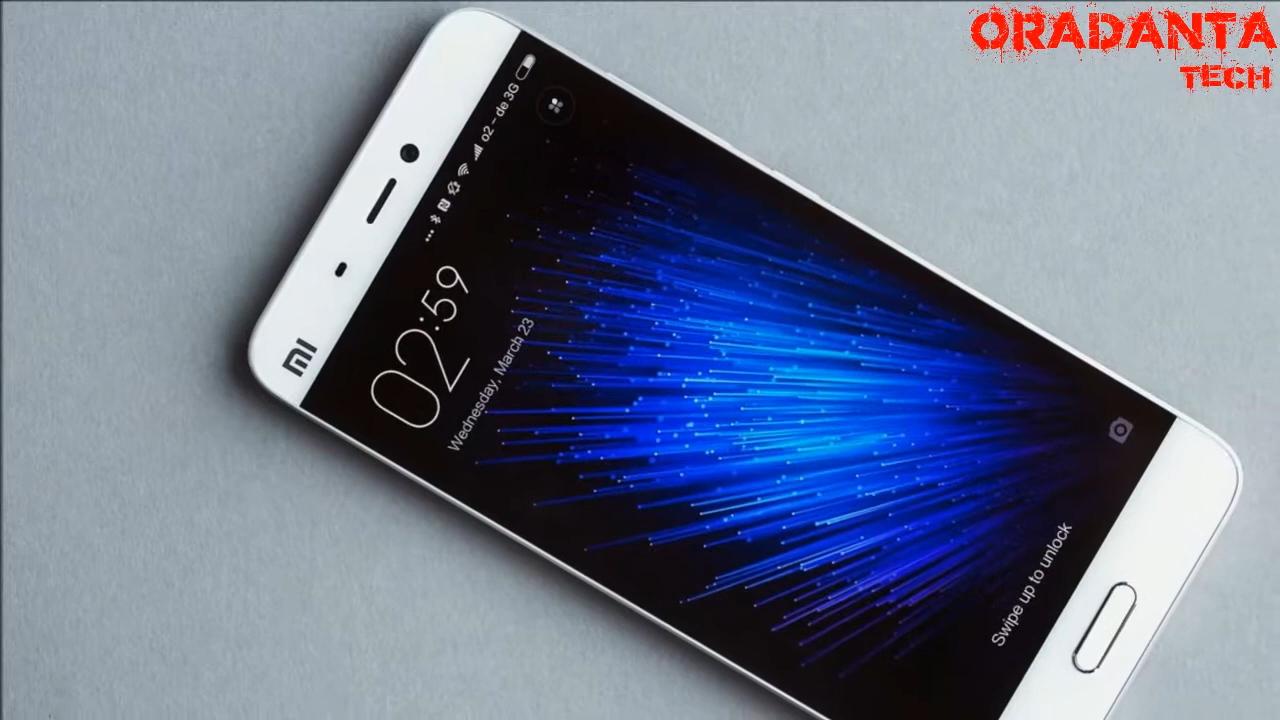 ORADANTA
TECH
o2 - de 3G
mi
02:59
Wednesday, March 23
Swipe up to unlock